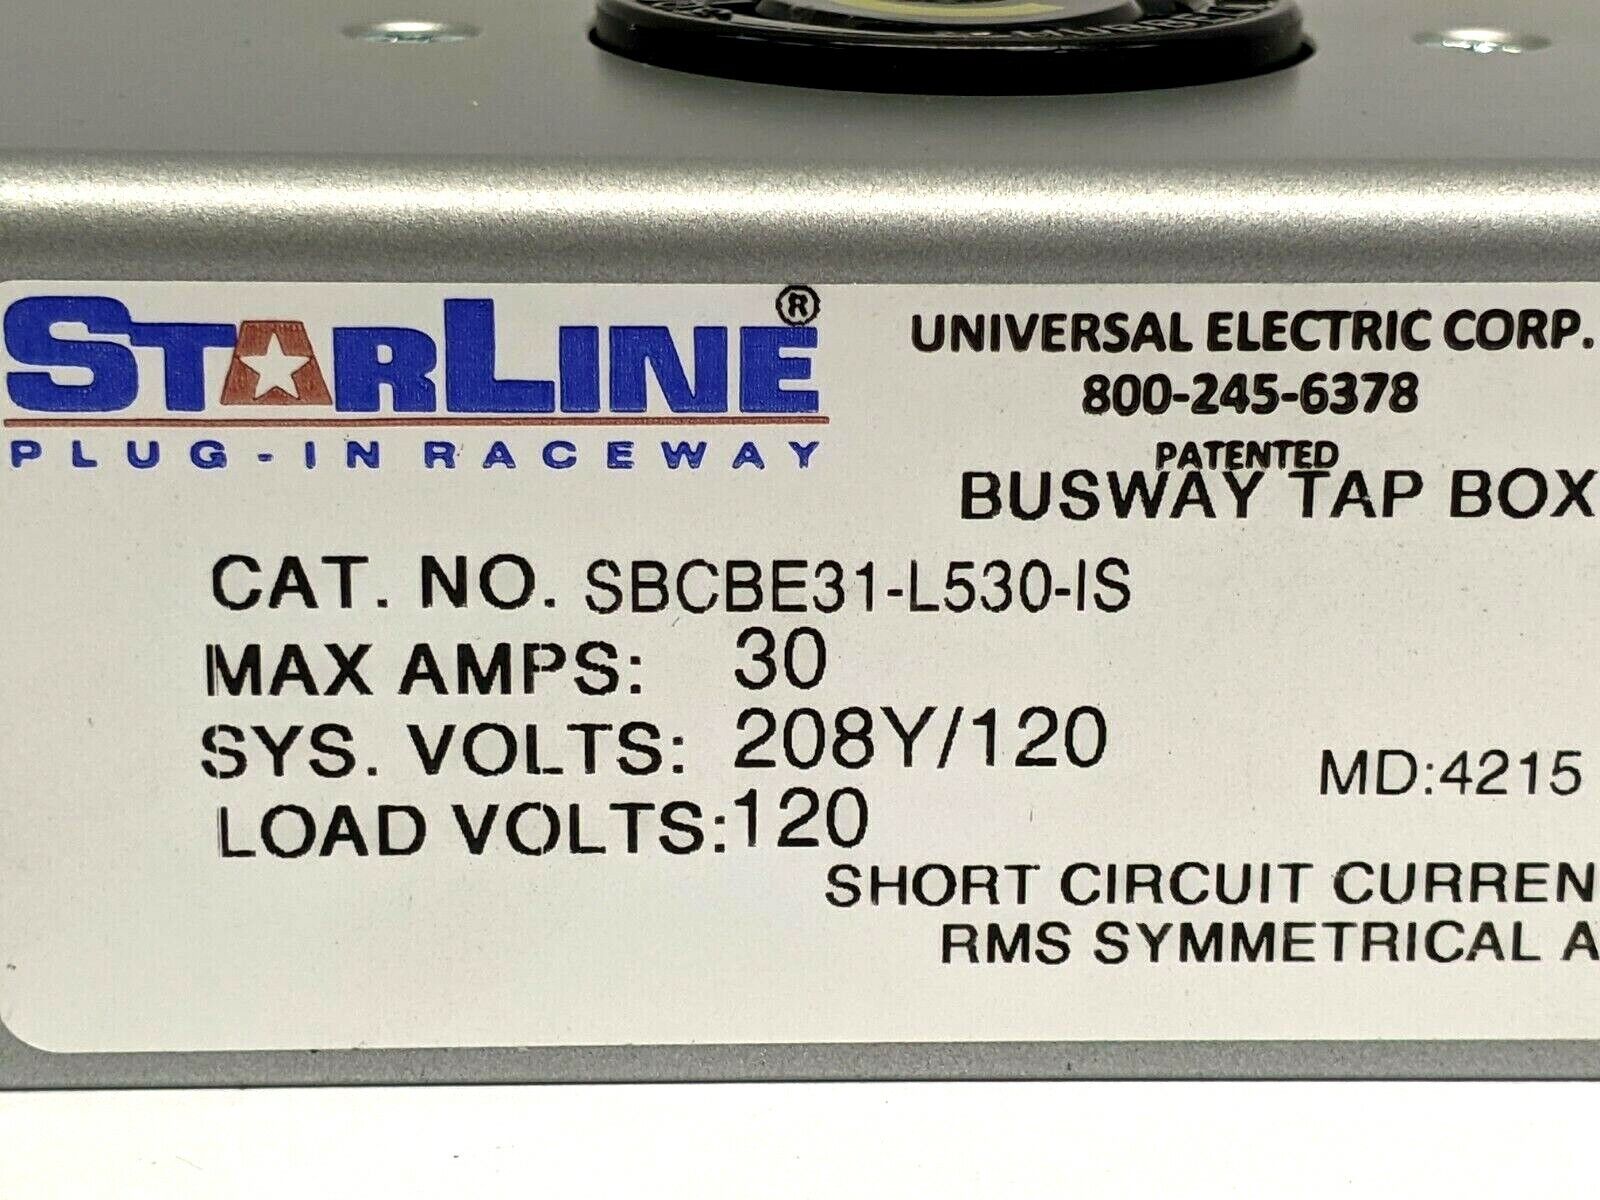 STARLINE®
PLUG-IN RACEWAY
UNIVERSAL ELECTRIC CORP.
800-245-6378
PATENTED
BUSWAY TAP BOX
CAT. NO. SBCBE31-L530-IS
MAX AMPS: 30
SYS. VOLTS: 208Y/120
LOAD VOLTS:120
MD:4215
SHORT CIRCUIT CURREN
RMS SYMMETRICAL A